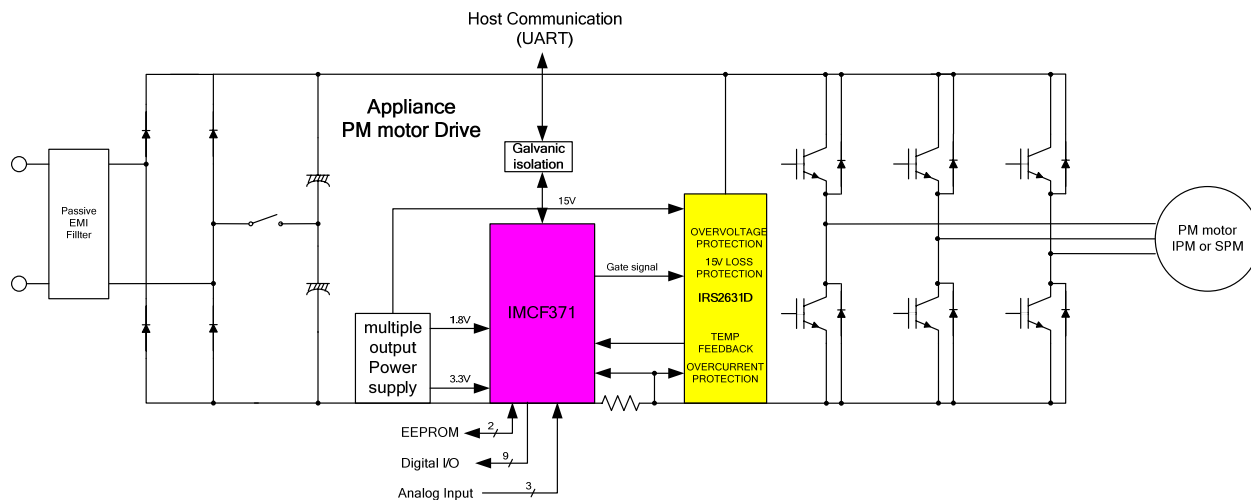 Host Communication
(UART)
Appliance
PM motor Drive
Galvanic
isolation
15V
Passive
EMI
Fillter
OVERVOLTAGE
PROTECTION
Gate signal
15V LOSS
PROTECTION
IRS2631D
IMCF371
PM motor
IPM or SPM
multiple
output
Power
supply
1.8V
3.3V
TEMP
FEEDBACK
OVERCURRENT
PROTECTION
EEPROM
2
Digital I/O
9
Analog Input
3